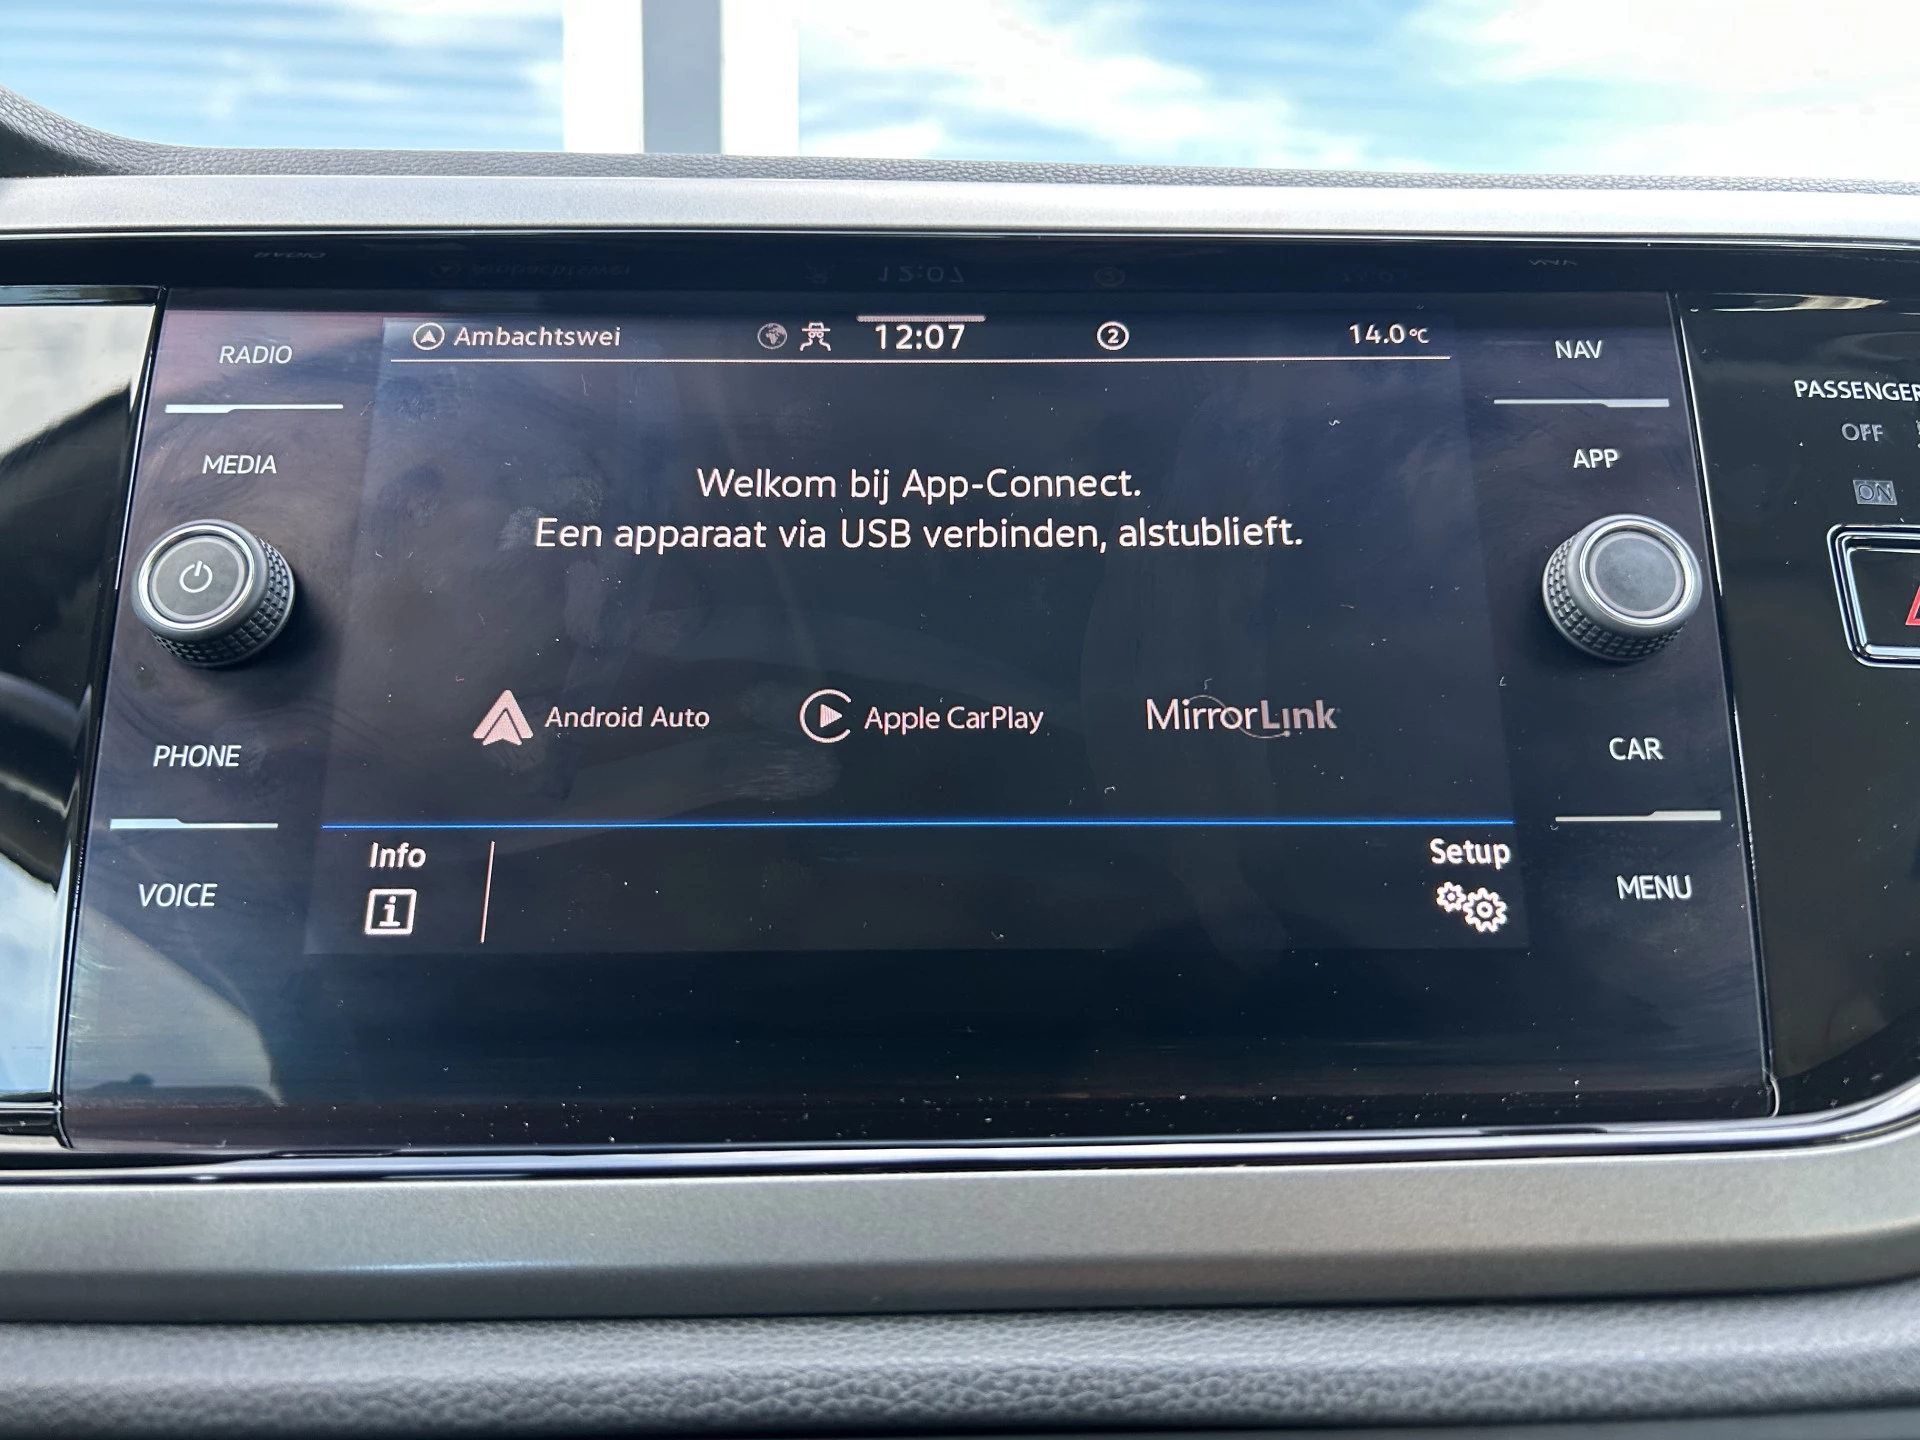 RADIO
MEDIA
PHONE
VOICE
Ambachtswei
12:07
2
14.0°C
Welkom bij App-Connect.
Een apparaat via USB verbinden, alstublieft.
Android Auto
Apple CarPlay
MirrorLink
Info
i
Setup
NAV
APP
CAR
MENU
PASSENGER
OFF
ON